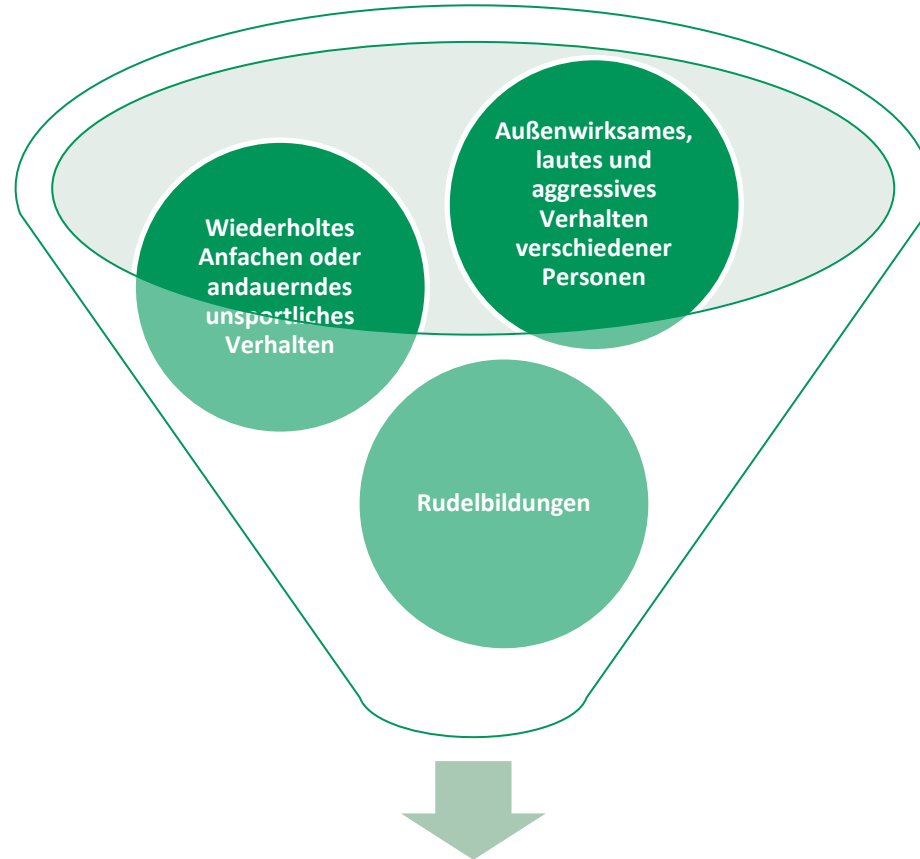 Außenwirksames,
lautes und
aggressives
Verhalten
verschiedener
Personen
Wiederholtes
Anfachen oder
andauerndes
unsportliches
Verhalten
Rudelbildungen